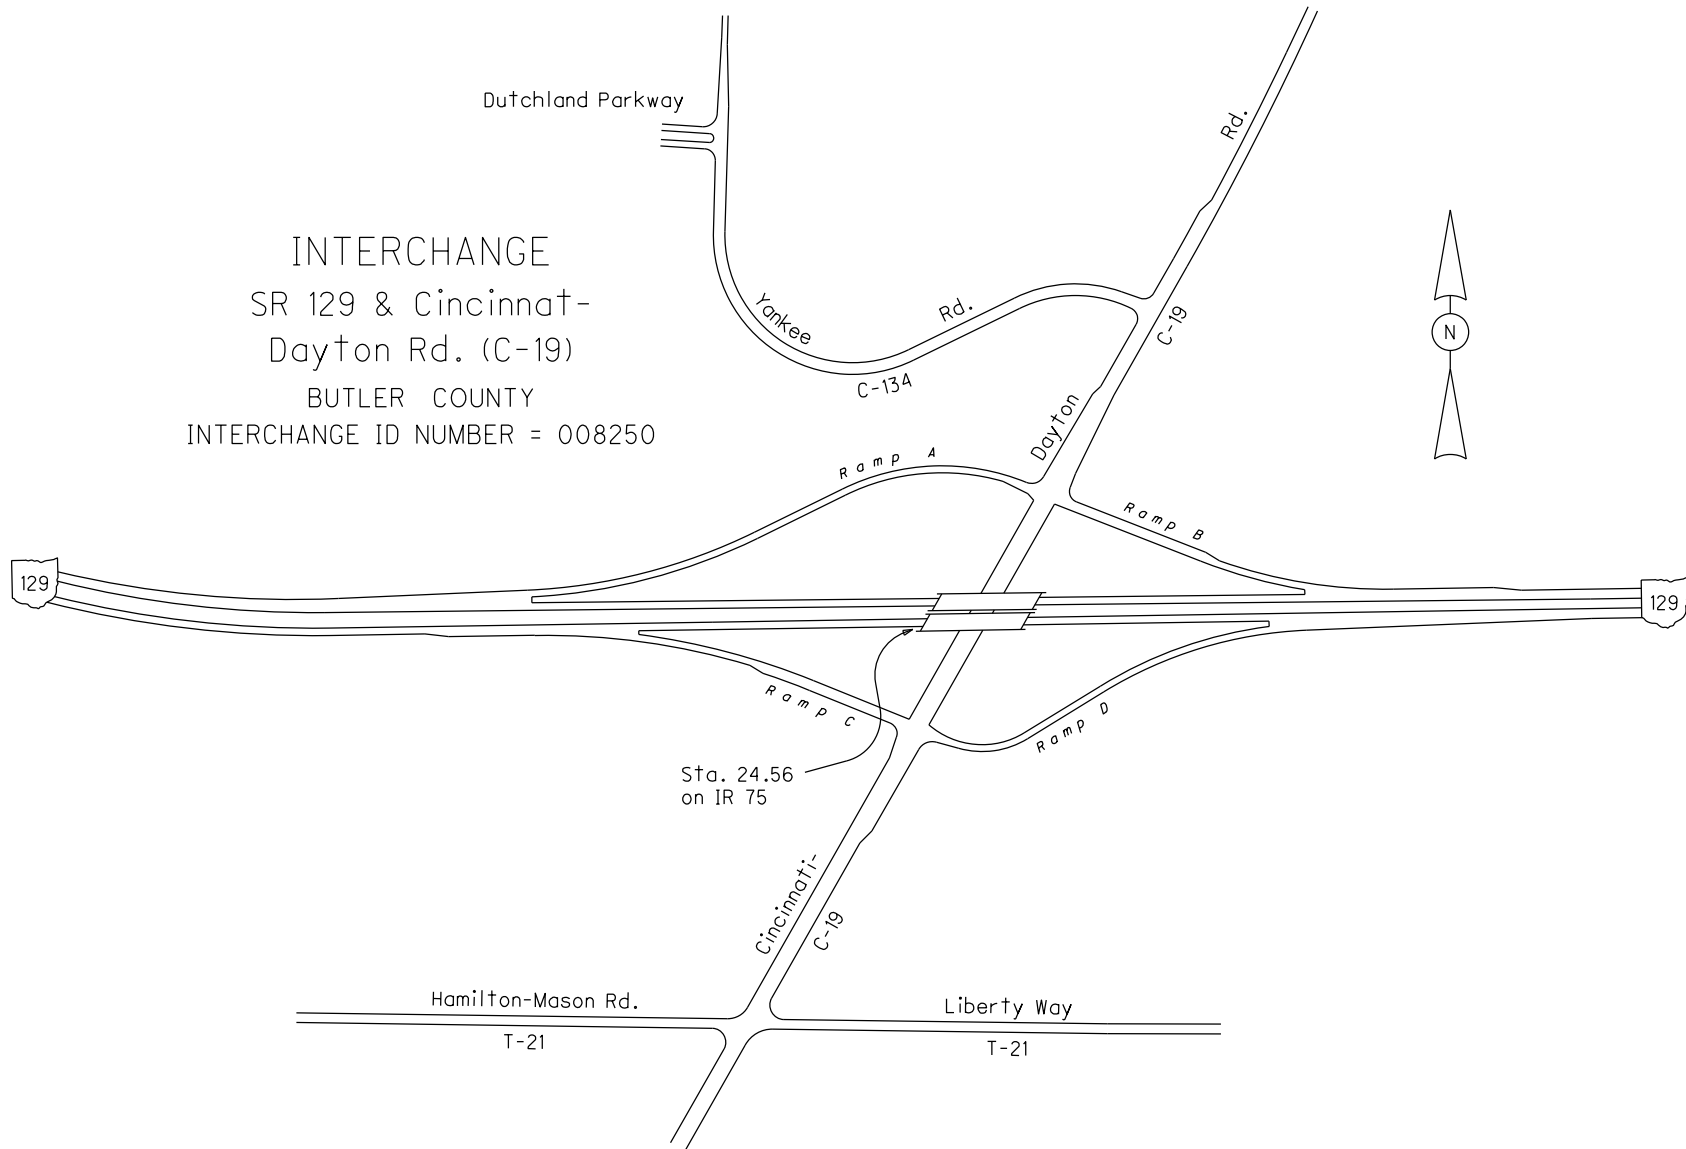 Dutchland Parkway
Rd.
INTERCHANGE
SR 129 & Cincinnat-
Dayton Rd. (C-19)
BUTLER COUNTY
INTERCHANGE ID NUMBER = 008250
Yankee
Rd.
C-134
C-19
N
Dayton
Ramp A
Ramp B
129
129
Ramp C
Ramp D
Sta. 24.56
on IR 75
Cincinnati-
C-19
Hamilton-Mason Rd.
T-21
Liberty Way
T-21